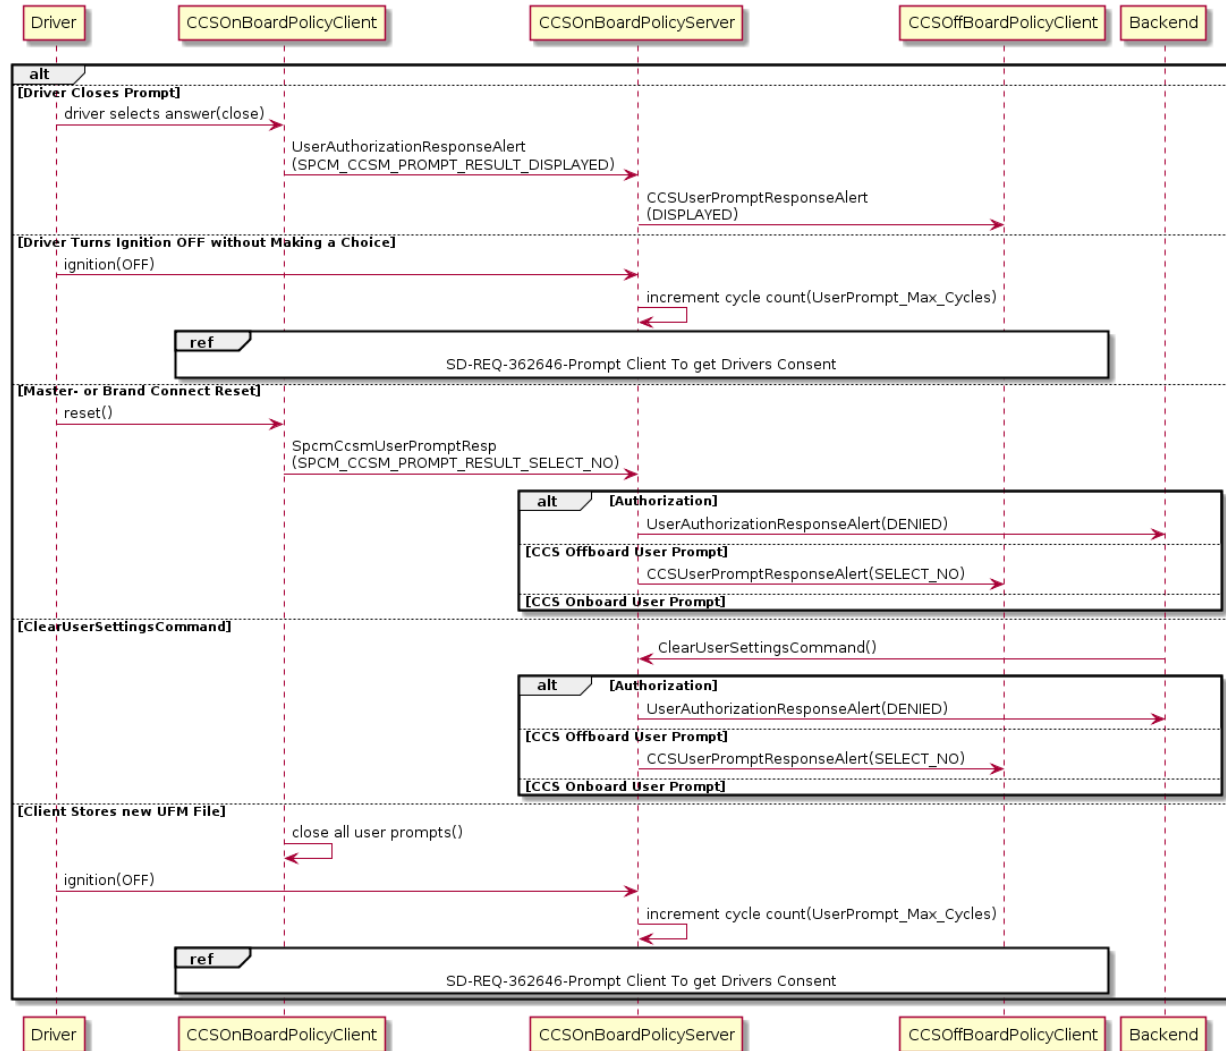 Driver
CCSOnBoardPolicyClient
CCSOnBoardPolicyServer
CCSOffBoardPolicyClient
Backend
alt
[Driver Closes Prompt]
driver selects answer(close)
UserAuthorizationResponseAlert
(SPCM_CCSM_PROMPT_RESULT_DISPLAYED)
CCSUserPromptResponseAlert
(DISPLAYED)
[Driver Turns Ignition OFF without Making a Choice]
ignition(OFF)
increment cycle count(UserPrompt_Max_Cycles)
ref
SD-REQ-362646-Prompt Client To get Drivers Consent
[Master- or Brand Connect Reset]
reset()
SpcmCcsmUserPromptResp
(SPCM_CCSM_PROMPT_RESULT_SELECT_NO)
alt
[Authorization]
UserAuthorizationResponseAlert(DENIED)
[CCS Offboard User Prompt]
CCSUserPromptResponseAlert(SELECT_NO)
[CCS Onboard User Prompt]
[ClearUserSettingsCommand]
ClearUserSettingsCommand()
alt
[Authorization]
UserAuthorizationResponseAlert(DENIED)
[CCS Offboard User Prompt]
CCSUserPromptResponseAlert(SELECT_NO)
[CCS Onboard User Prompt]
[Client Stores new UFM File]
close all user prompts()
ignition(OFF)
increment cycle count(UserPrompt_Max_Cycles)
ref
SD-REQ-362646-Prompt Client To get Drivers Consent
Driver
CCSOnBoardPolicyClient
CCSOnBoardPolicyServer
CCSOffBoardPolicyClient
Backend